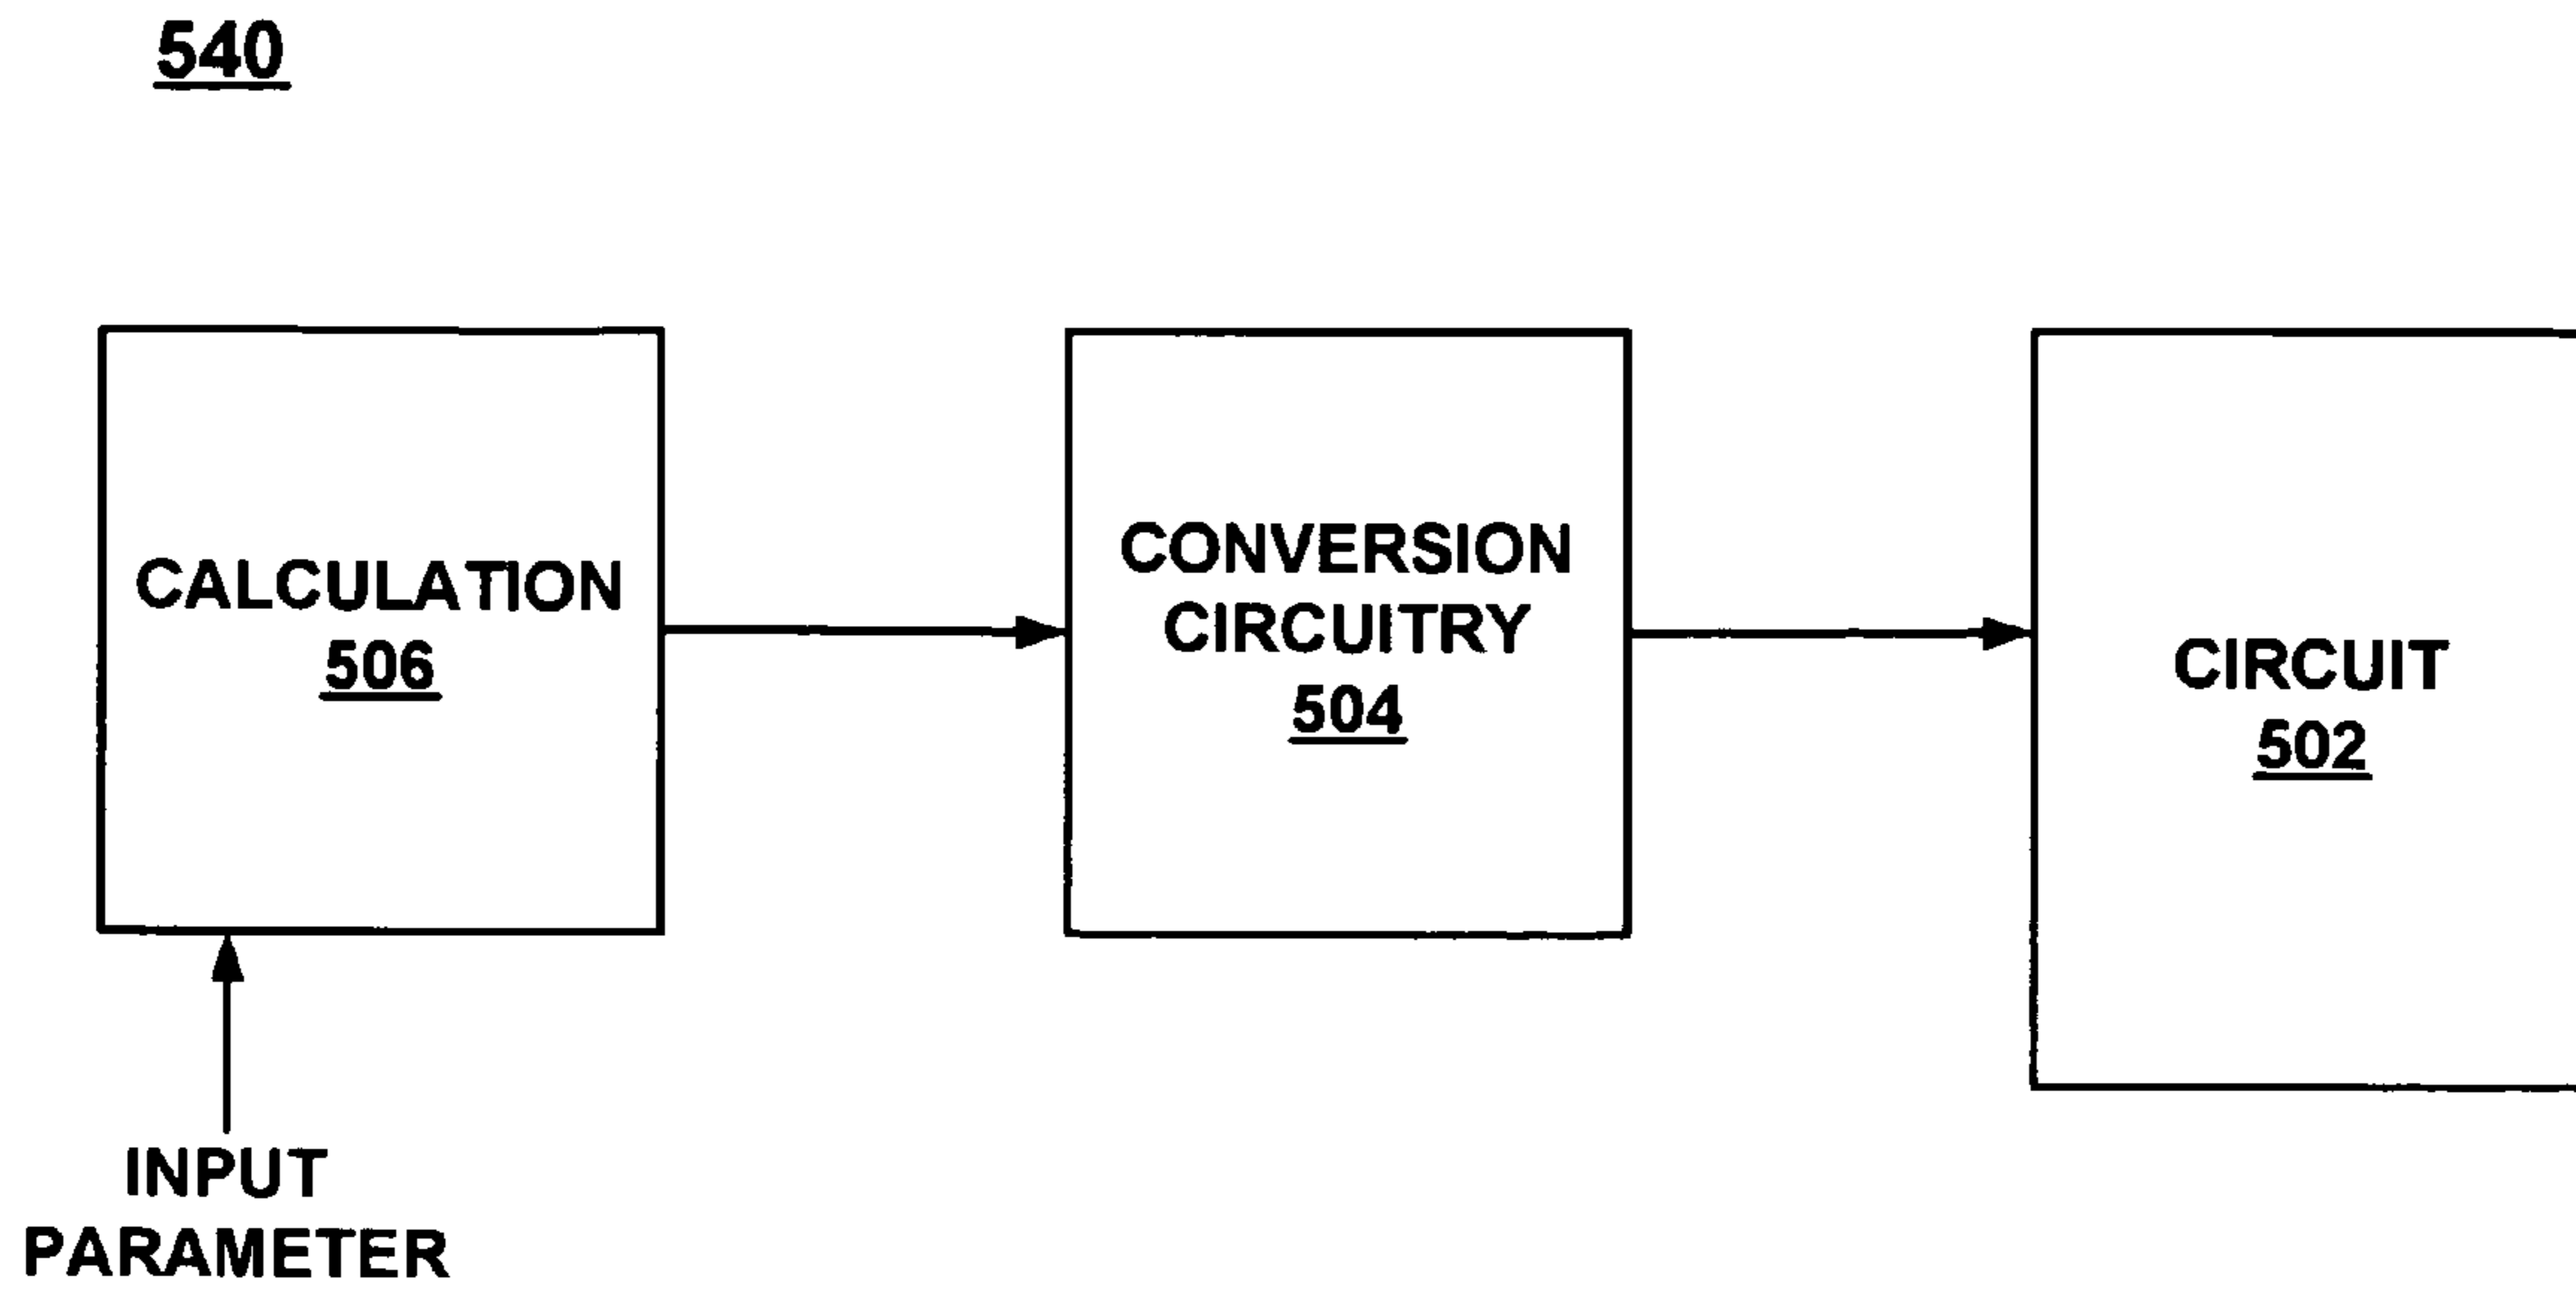 540
CALCULATION
506
CONVERSION
CIRCUITRY
504
CIRCUIT
502
INPUT
PARAMETER